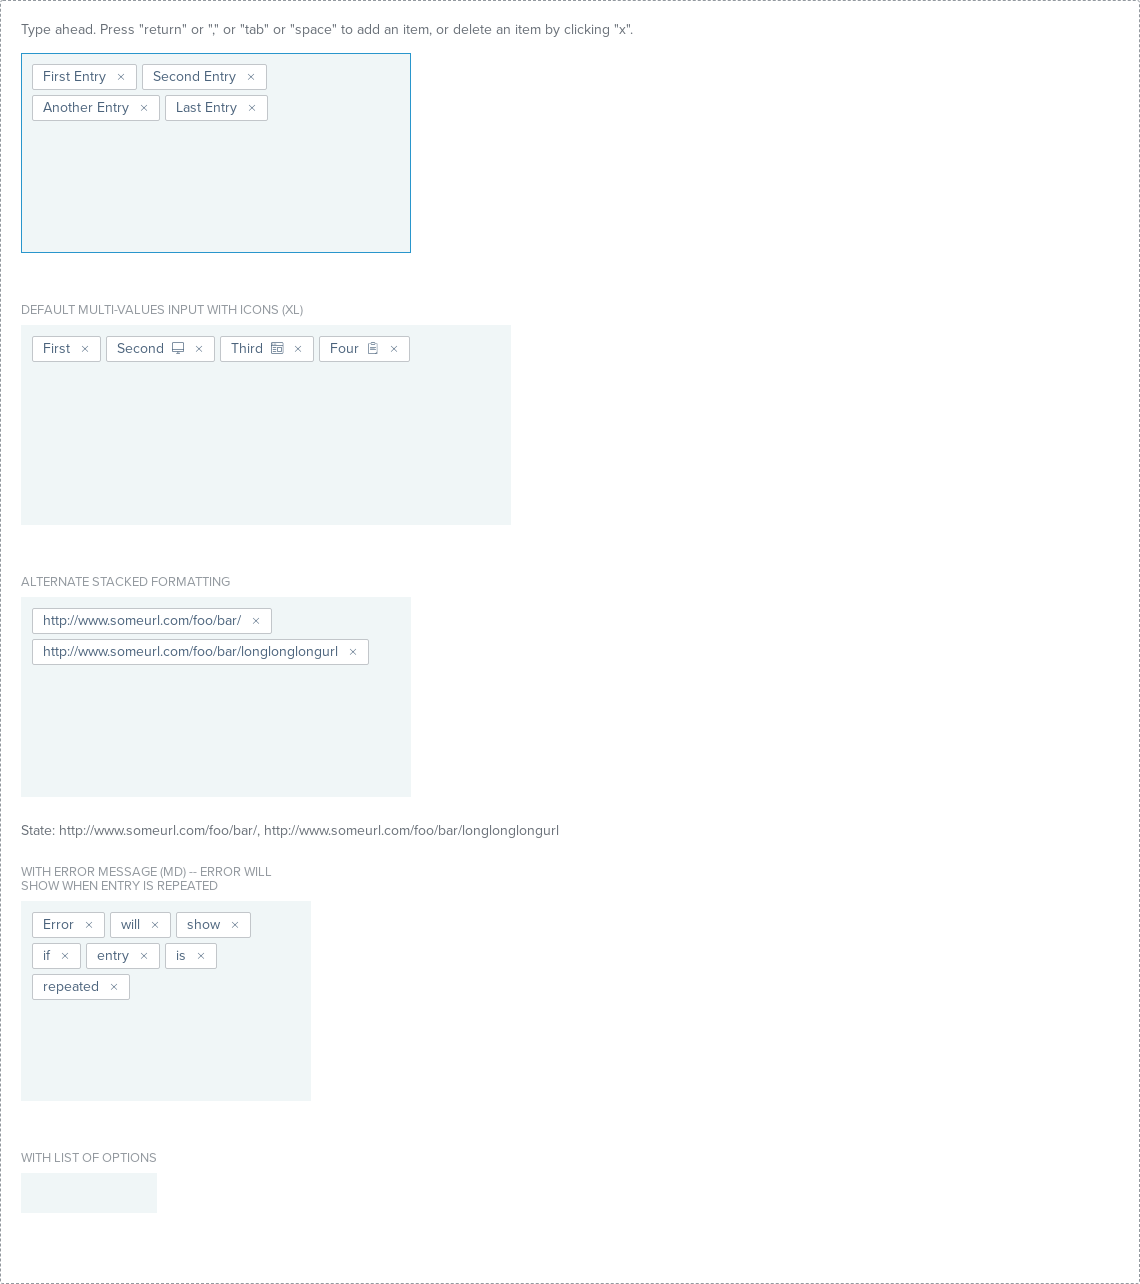 Type ahead. Press "return" or "," or "tab" or "space" to add an item, or delete an item by clicking "x".
First Entry × Second Entry ×
Another Entry × Last Entry ×
DEFAULT MULTI-VALUES INPUT WITH ICONS (XL)
First × Second × Third × Four ×
ALTERNATE STACKED FORMATTING
http://www.someurl.com/foo/bar/ ×
http://www.someurl.com/foo/bar/longlonglongurl ×
State: http://www.someurl.com/foo/bar/, http://www.someurl.com/foo/bar/longlonglongurl
WITH ERROR MESSAGE (MD) -- ERROR WILL
SHOW WHEN ENTRY IS REPEATED
Error × will × show ×
if × entry × is ×
repeated ×
WITH LIST OF OPTIONS